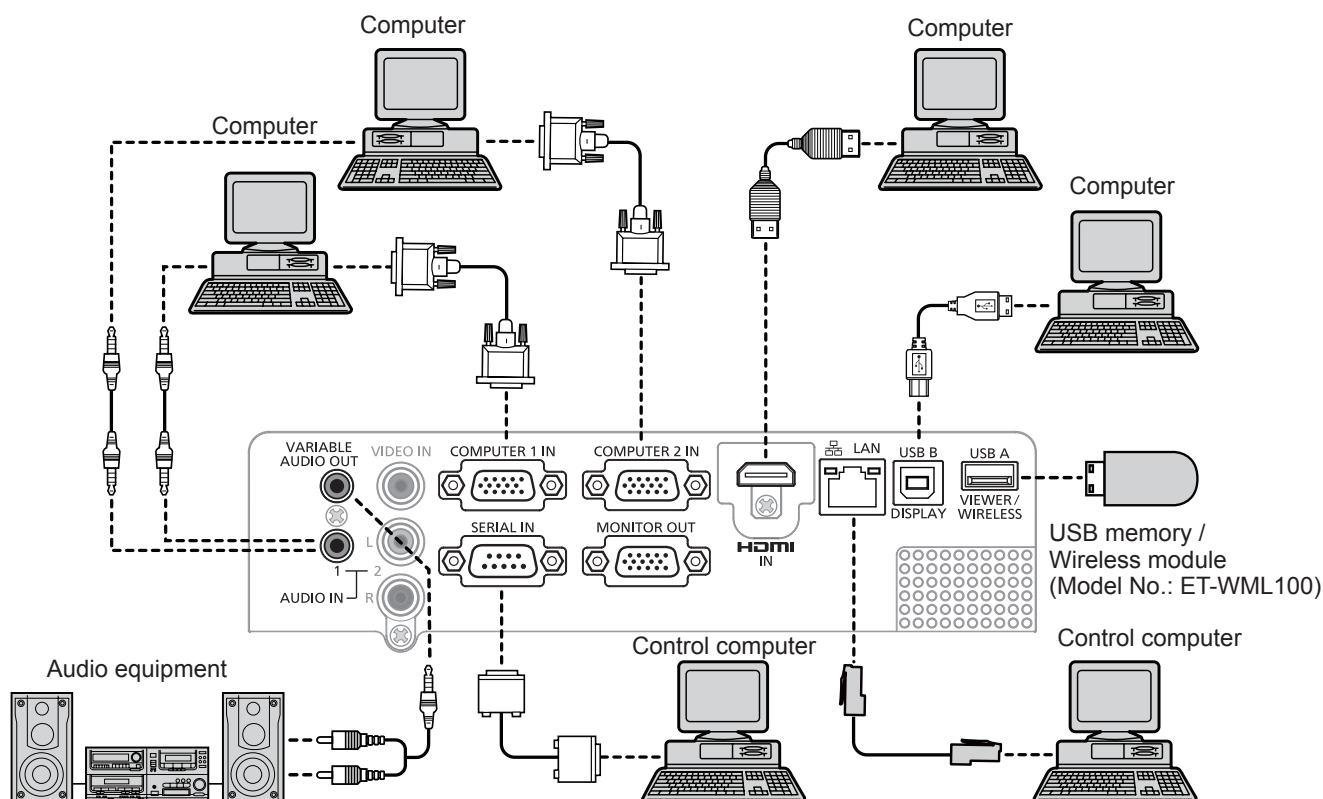 Computer
Computer
Computer
Computer
VARIABLE
AUDIO OUT
VIDEO IN
COMPUTER 1 IN
COMPUTER 2 IN
LAN
USB B
USB A
DISPLAY
VIEWER /
WIRELESS
SERIAL IN
MONITOR OUT
HDMI
IN
L
1
2
AUDIO IN
R
USB memory /
Wireless module
(Model No.: ET-WML100)
Audio equipment
Control computer
Control computer